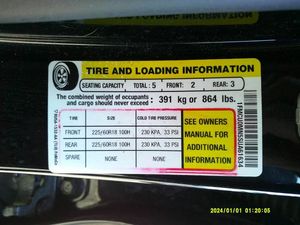 TIRE AND LOADING INFORMATION
SEATING CAPACITY TOTAL : 5 FRONT: 2 REAR: 3
The combined weight of occupants
and cargo should never exceed : 391 kg or 864 lbs.
TIRE SIZE COLD TIRE PRESSURE
FRONT 225/60R18 100H 230 KPA, 33 PSI
REAR 225/60R18 100H 230 KPA, 33 PSI
SPARE NONE NONE
SEE OWNERS
MANUAL FOR
ADDITIONAL
INFORMATION
2024/01/01 01:20:05